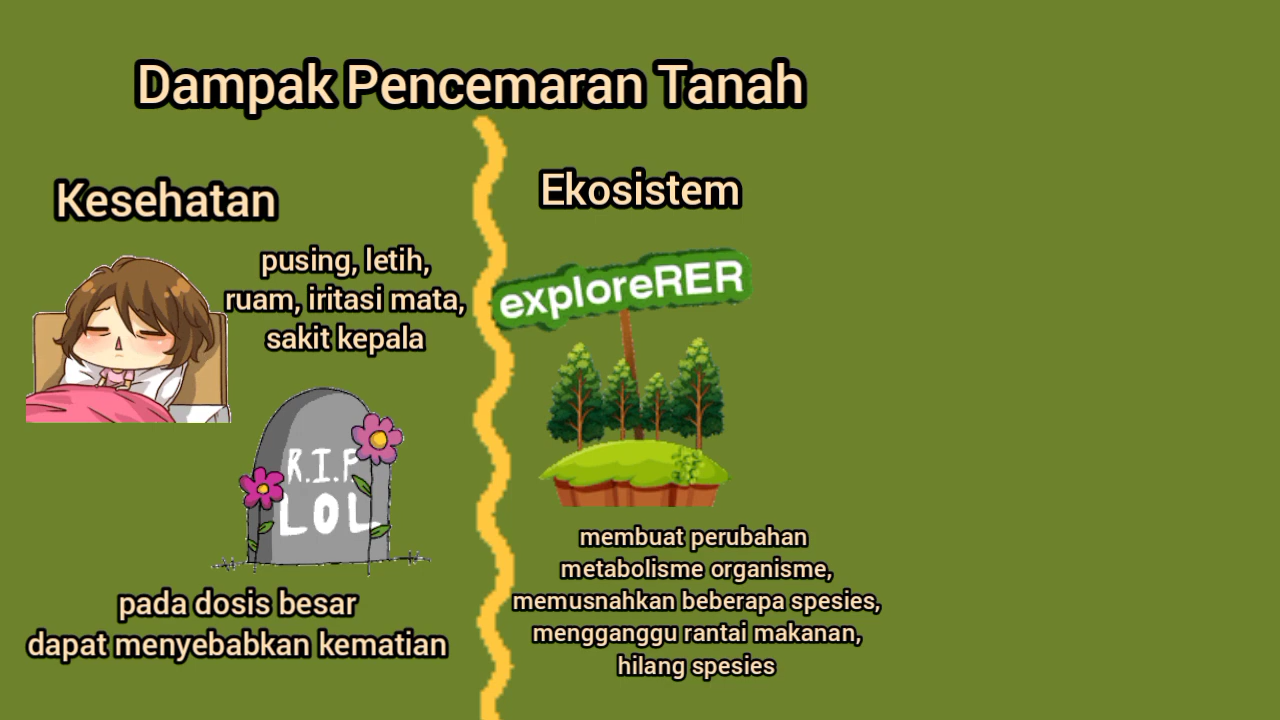 Dampak Pencemaran Tanah
Kesehatan
pusing, letih,
ruam, iritasi mata,
sakit kepala
R.I.P
LOL
pada dosis besar
dapat menyebabkan kematian
Ekosistem
exploreRER
membuat perubahan
metabolisme organisme,
memusnahkan beberapa spesies,
mengganggu rantai makanan,
hilang spesies